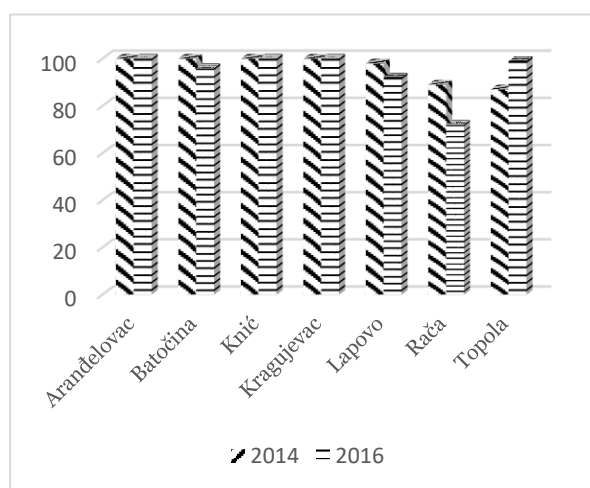 100
80
60
40
20
0
Aranđelovac
Batočina
Knić
Kragujevac
Lapovo
Rača
Topola
2014 2016